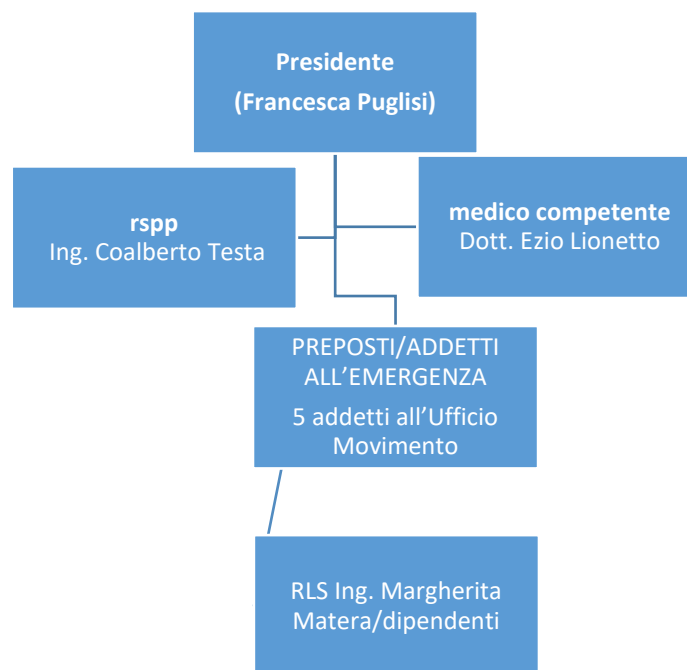 Presidente
(Francesca Puglisi)
rspp
Ing. Coalberto Testa
medico competente
Dott. Ezio Lionetto
PREPOSTI/ADDETTI
ALL’EMERGENZA
5 addetti all’Ufficio
Movimento
RLS Ing. Margherita
Matera/dipendenti